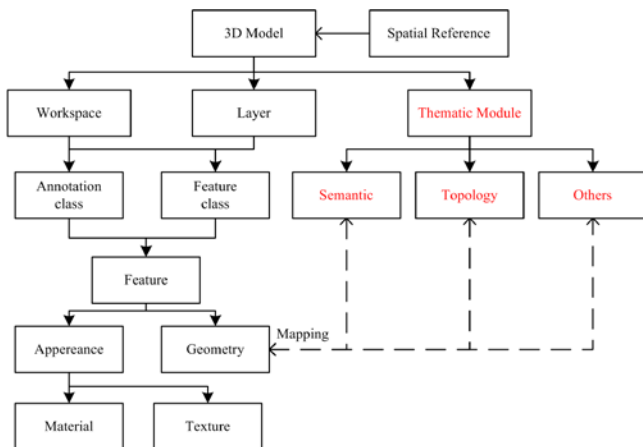 3D Model
Spatial Reference
Workspace
Layer
Thematic Module
Annotation
class
Feature
class
Semantic
Topology
Others
Feature
Mapping
Appereance
Geometry
Material
Texture